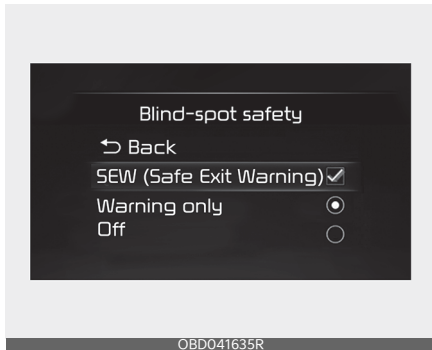 Blind-spot safety
Back
SEW (Safe Exit Warning)
Warning only
Off
OBD041635R